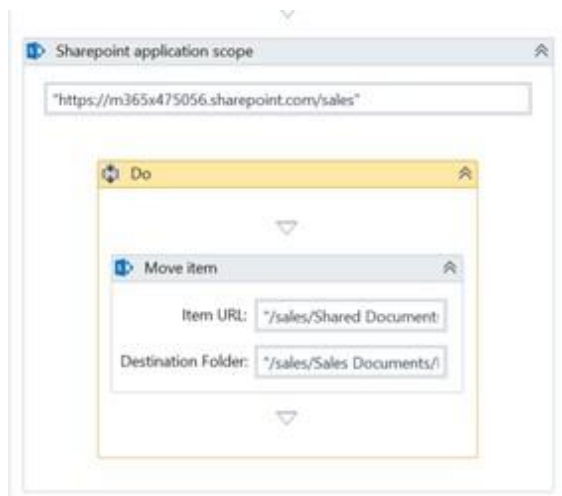 Sharepoint application scope
"https://m365x475056.sharepoint.com/sales"
Do
Move item
Item URL: "/sales/Shared Document
Destination Folder: "/sales/Sales Documents/